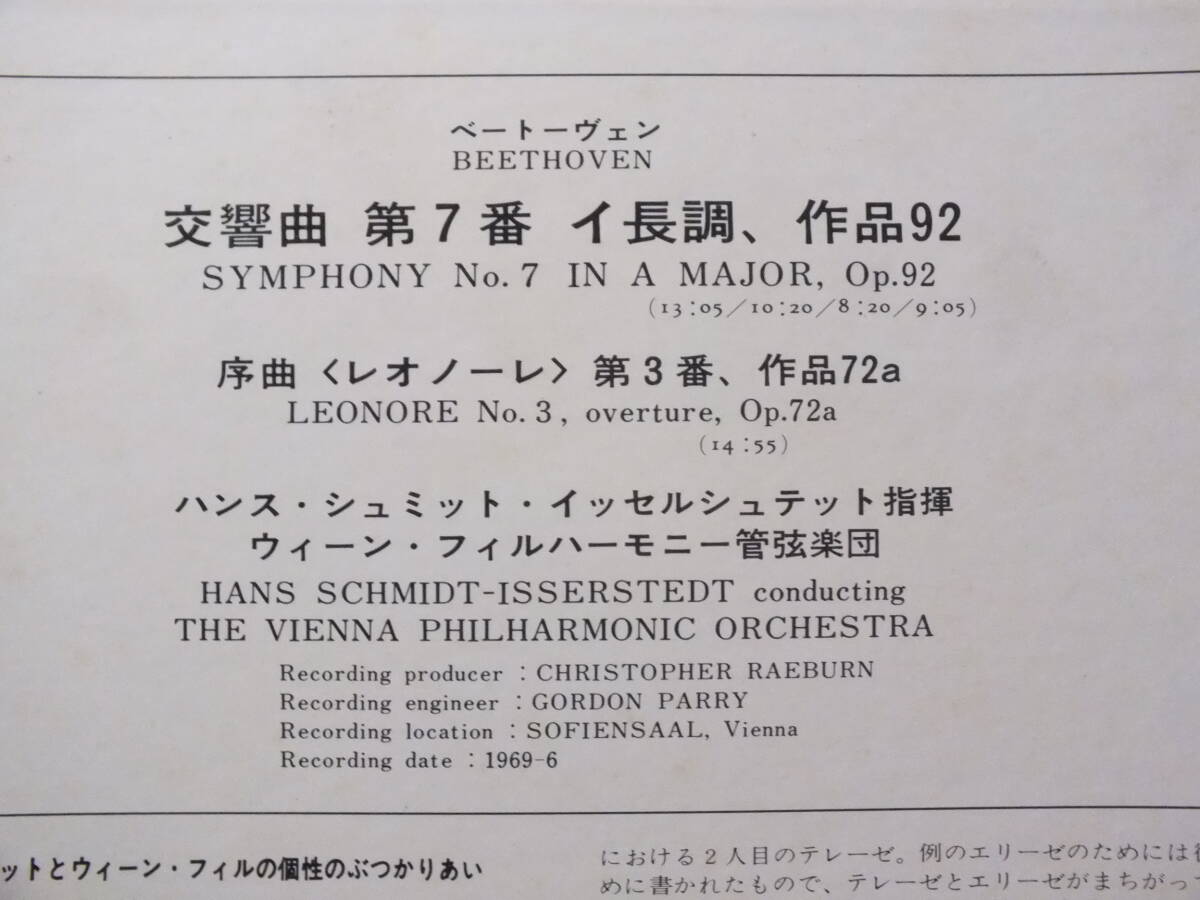 ベートーヴェン
BEETHOVEN
交響曲 第7番 イ長調、作品92
SYMPHONY No.7 IN A MAJOR, Op.92
(13:05/10:20/8:20/9:05)
序曲〈レオノーレ〉第3番、作品72a
LEONORE No.3, overture, Op.72a
(14:55)
ハンス・シュミット・イッセルシュテット指揮
ウィーン・フィルハーモニー管弦楽団
HANS SCHMIDT-ISSERSTEDT conducting
THE VIENNA PHILHARMONIC ORCHESTRA
Recording producer : CHRISTOPHER RAEBURN
Recording engineer : GORDON PARRY
Recording location : SOFIENSAAL, Vienna
Recording date : 1969-6
ットとウィーン・フィルの個性のぶつかりあい
における2人目のテレーゼ。例のエリーゼのためには
めに書かれたもので、テレーゼとエリーゼがまちがって